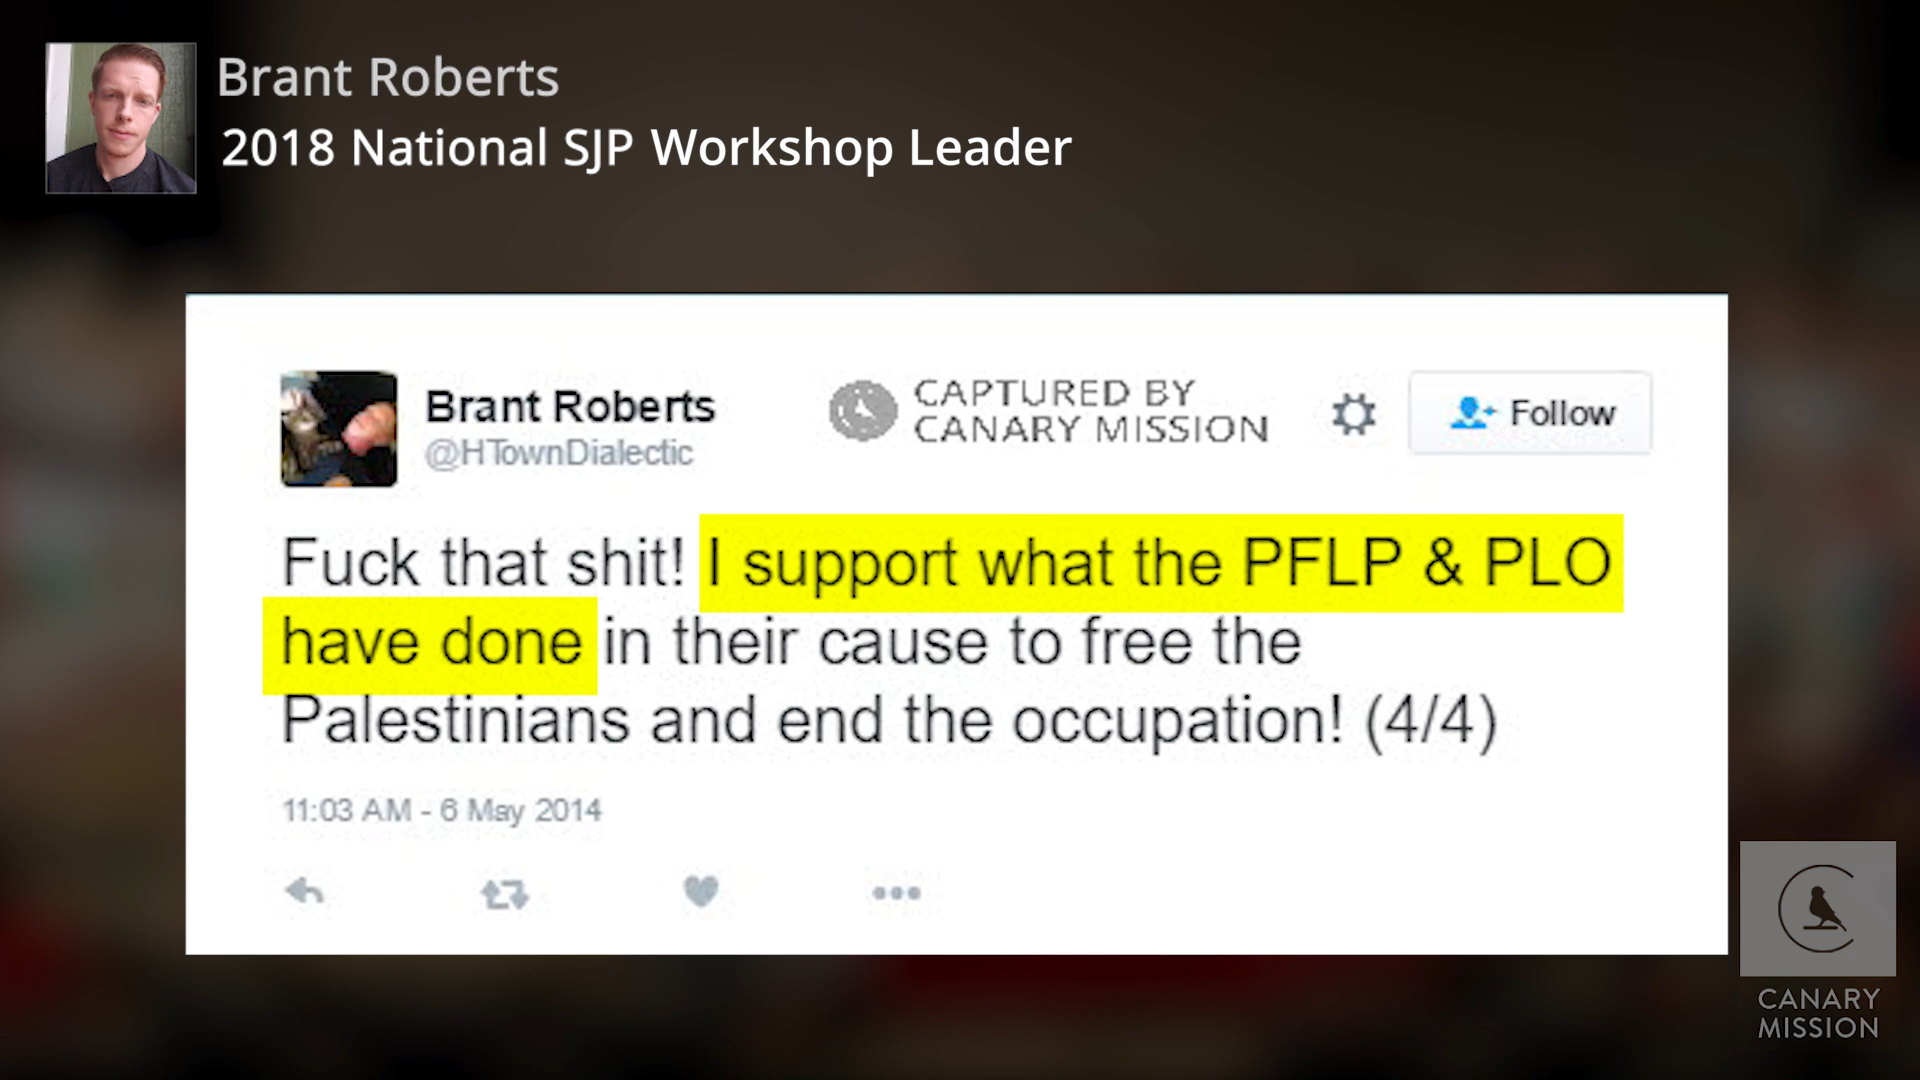 Brant Roberts
2018 National SJP Workshop Leader
Brant Roberts
@HTownDialectic
CAPTURED BY
CANARY MISSION
Follow
Fuck that shit! I support what the PFLP & PLO
have done in their cause to free the
Palestinians and end the occupation! (4/4)
11:03 AM - 6 May 2014
CANARY
MISSION